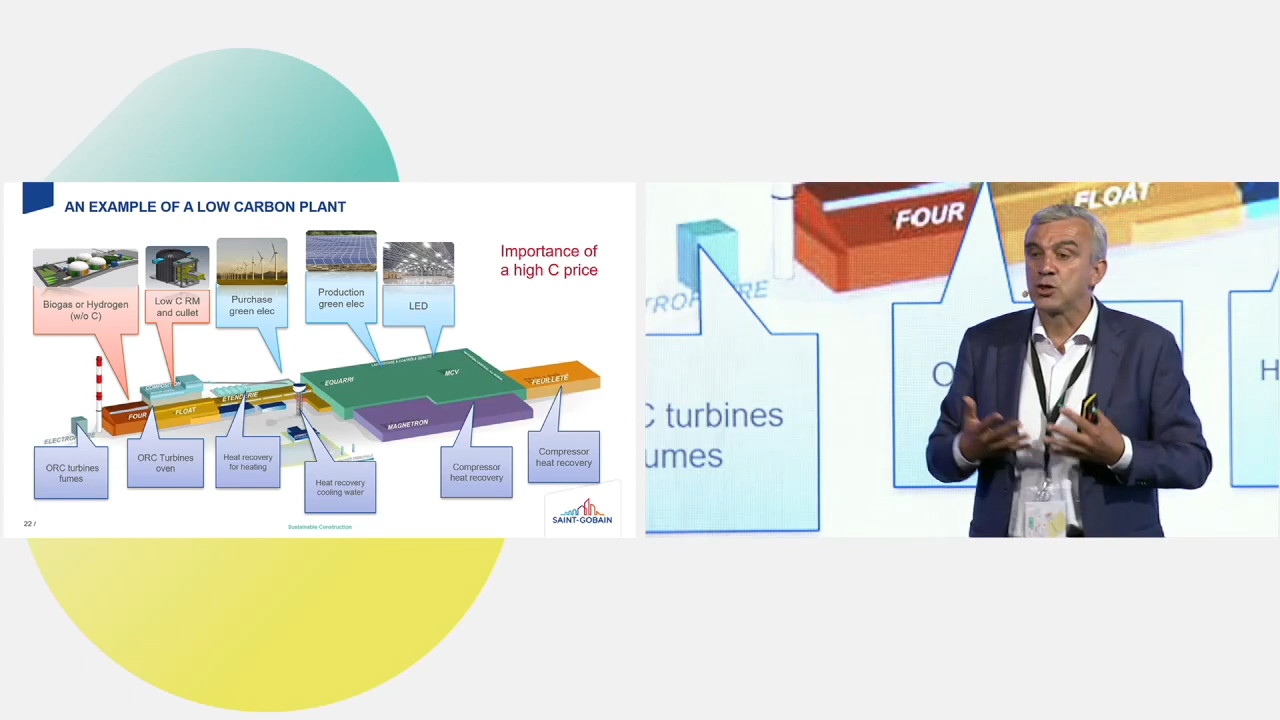 AN EXAMPLE OF A LOW CARBON PLANT
Importance of
a high C price
Biogas or Hydrogen
(w/o C)
Low C RM
and cullet
Purchase
green elec
Production
green elec
LED
COMPOSITION
FOUR
FLOAT
ETENDERIE
EQUARRI
MCV
FEUILLETÉ
MAGNETRON
ORC turbines
fumes
ORC Turbines
oven
Heat recovery
for heating
Heat recovery
cooling water
Compressor
heat recovery
Compressor
heat recovery
22 /
Sustainable Construction
SAINT-GOBAIN
FOUR
FLOAT
C turbines
umes
O
H